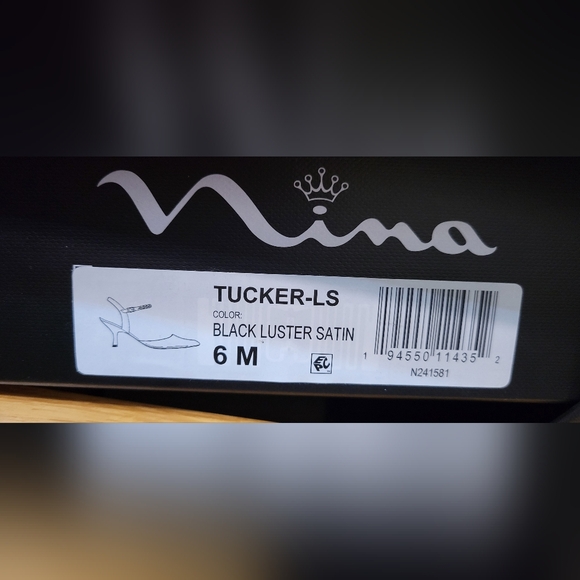 Nina
TUCKER-LS
COLOR:
BLACK LUSTER SATIN
6 M
1 94550 11435 2
N241581